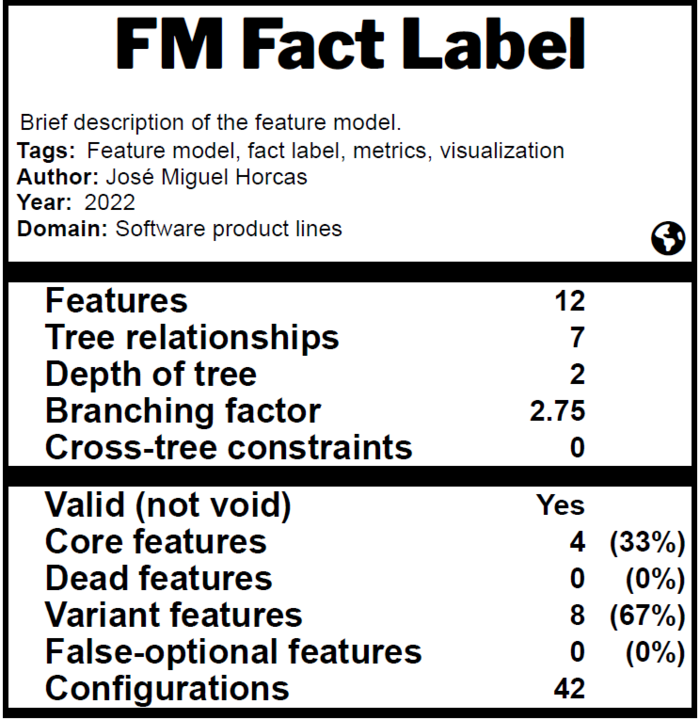 FM Fact Label
Brief description of the feature model.
Tags: Feature model, fact label, metrics, visualization
Author: José Miguel Horcas
Year: 2022
Domain: Software product lines
Features 12
Tree relationships 7
Depth of tree 2
Branching factor 2.75
Cross-tree constraints 0
Valid (not void) Yes
Core features 4 (33%)
Dead features 0 (0%)
Variant features 8 (67%)
False-optional features 0 (0%)
Configurations 42